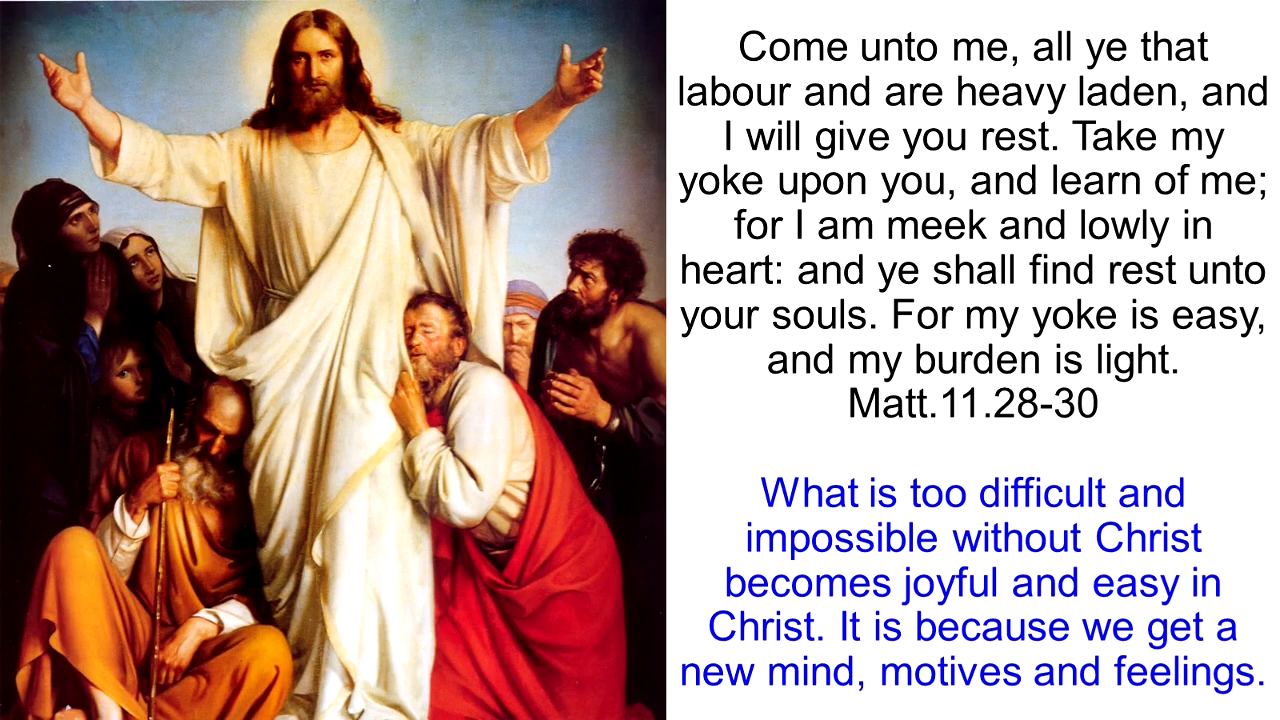 Come unto me, all ye that
labour and are heavy laden, and
I will give you rest. Take my
yoke upon you, and learn of me;
for I am meek and lowly in
heart: and ye shall find rest unto
your souls. For my yoke is easy,
and my burden is light.
Matt.11.28-30
What is too difficult and
impossible without Christ
becomes joyful and easy in
Christ. It is because we get a
new mind, motives and feelings.